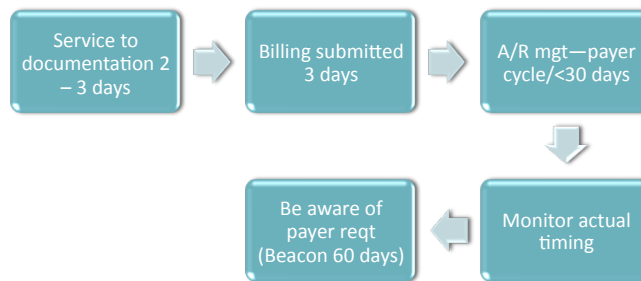 Service to
documentation 2
– 3 days
Billing submitted
3 days
A/R mgt—payer
cycle/<30 days
Monitor actual
timing
Be aware of
payer reqt
(Beacon 60 days)